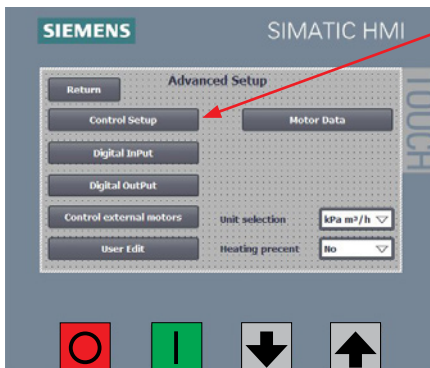 SIEMENS SIMATIC HMI
Advanced Setup
Return
Control Setup Motor Data
Digital InPut
Digital OutPut
Control external motors Unit selection kPa m³/h
User Edit Heating precent No
TOUCH